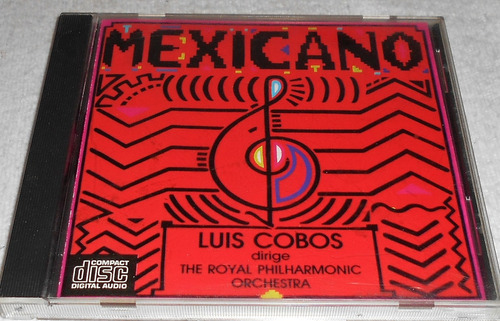 MEXICANO
LUIS COBOS
dirige
THE ROYAL PHILHARMONIC
ORCHESTRA
COMPACT
disc
DIGITAL AUDIO